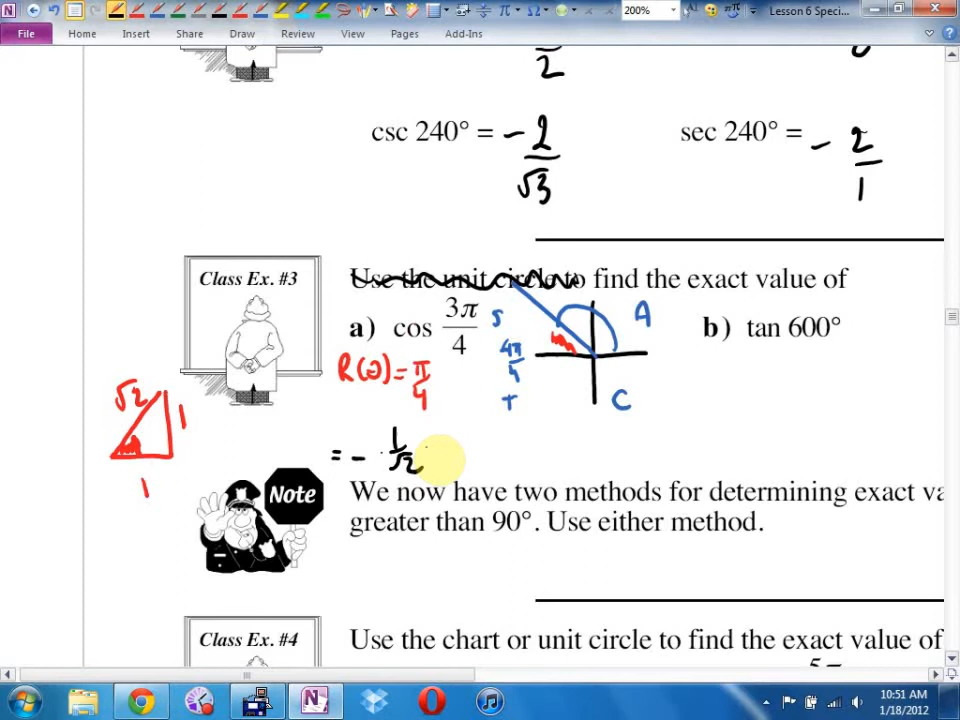 200%
Lesson 6 Speci...
File Home Insert Share Draw Review View Pages Add-Ins
2
csc 240° = - 2/√3
sec 240° = - 2/1
Class Ex. #3
Use the unit circle to find the exact value of
a) cos 3π/4
b) tan 600°
S A
4π/4
T C
R(θ) = π/4
√2 1
1
= - 1/√2
Note
We now have two methods for determining exact va
greater than 90°. Use either method.
Class Ex. #4
Use the chart or unit circle to find the exact value of
10:51 AM
1/18/2012